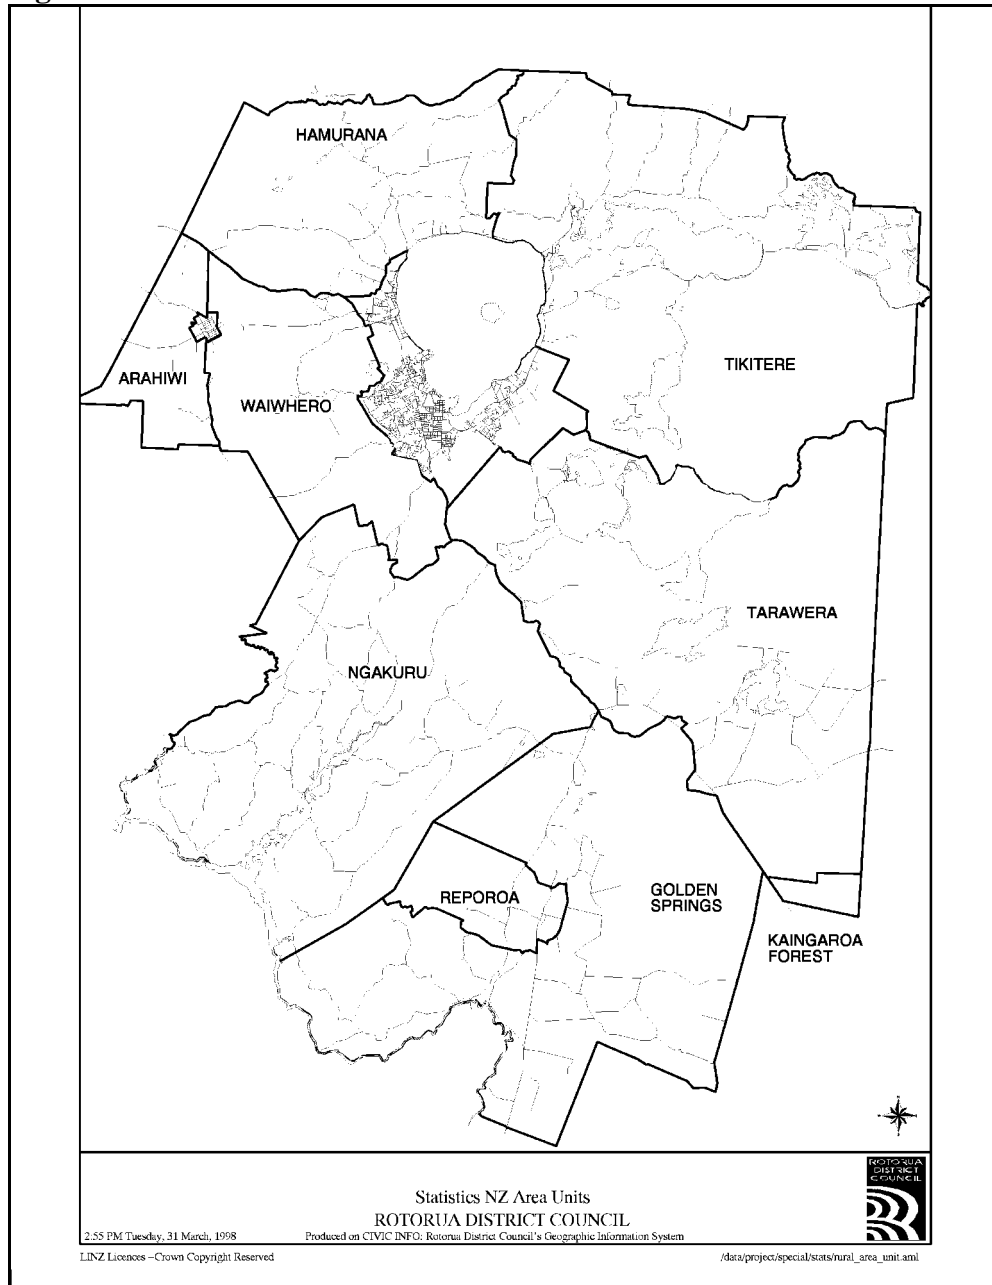 HAMURANA
TIKITERE
ARAHIWI
WAIWHERO
TARAWERA
NGAKURU
REPOROA
GOLDEN
SPRINGS
KAINGAROA
FOREST
ROTORUA
DISTRICT
COUNCIL
Statistics NZ Area Units
ROTORUA DISTRICT COUNCIL
2:55 PM Tuesday, 31 March, 1998
Produced on CIVIC INFO: Rotorua District Council's Geographic Information System
LINZ Licences –Crown Copyright Reserved
/data/project/special/stats/rural_area_unit.aml